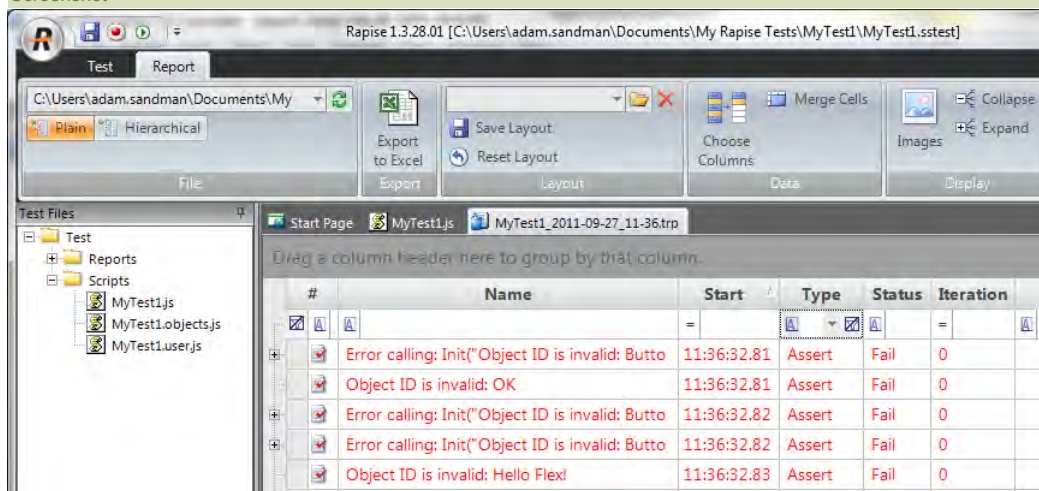 Screenshot
Rapise 1.3.28.01 [C:\Users\adam.sandman\Documents\My Rapise Tests\MyTest1\MyTest1.sstest]
Test Report
C:\Users\adam.sandman\Documents\My
Plain Hierarchical
Export to Excel
Save Layout
Reset Layout
Choose Columns
Merge Cells
Images
Collapse
Expand
File Export Layout Data Display
Test Files
Start Page MyTest1.js MyTest1_2011-09-27_11-36.trp
Test
Reports
Scripts
MyTest1.js
MyTest1.objects.js
MyTest1.user.js
Drag a column header here to group by that column.
# Name Start Type Status Iteration
= =
Error calling: Init("Object ID is invalid: Butto 11:36:32.81 Assert Fail 0
Object ID is invalid: OK 11:36:32.81 Assert Fail 0
Error calling: Init("Object ID is invalid: Butto 11:36:32.82 Assert Fail 0
Error calling: Init("Object ID is invalid: Butto 11:36:32.82 Assert Fail 0
Object ID is invalid: Hello Flex! 11:36:32.83 Assert Fail 0